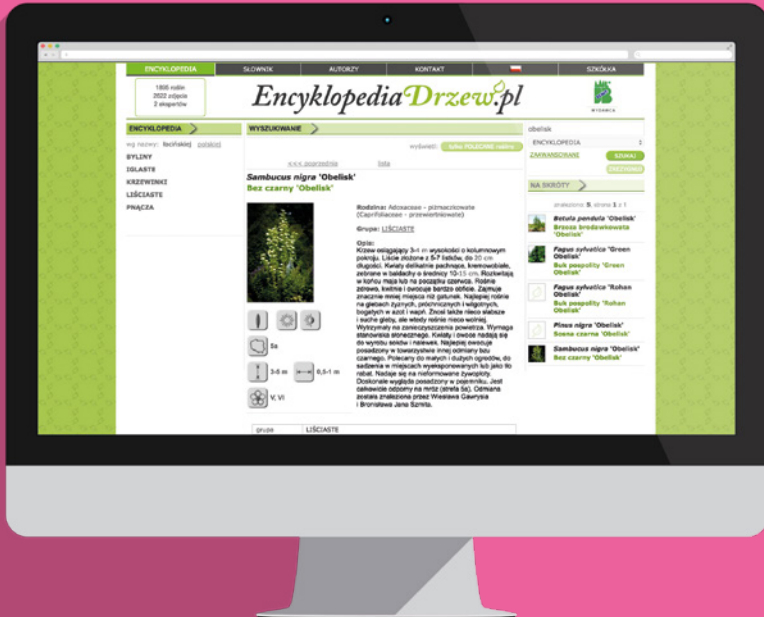 ENCYKLOPEDIA SŁOWNIK AUTORZY KONTAKT SZKÓŁKA
1808 roślin
2622 zdjęcia
2 ekspertów
EncyklopediaDrzew.pl
WYDAWCA
ENCYKLOPEDIA
wg nazwy: łacińskiej polskiej
BYLINY
IGLASTE
KRZEWINKI
LIŚCIASTE
PNĄCZA
WYSZUKIWANIE
wyświetl: tylko POLECANE rośliny
<<< poprzednia lista
Sambucus nigra 'Obelisk'
Bez czarny 'Obelisk'
Rodzina: Adoxaceae - piżmaczkowate
(Caprifoliaceae - przewiertniowate)
Grupa: LIŚCIASTE
Opis:
Krzew osiągający 3-4 m wysokości o kolumnowym
pokroju. Liście złożone z 5-7 listków, do 30 cm
długości. Kwiaty delikatnie pachnące, kremowobiałe,
zebrane w baldachy o średnicy 10-15 cm. Rozkwitają
w końcu maja lub na początku czerwca. Rośnie
zdrowo, kwitnie i owocuje bardzo obficie. Zajmuje
znacznie mniej miejsca niż gatunek. Najlepiej rośnie
na glebach żyznych, próchnicznych i wilgotnych,
bogatych w azot i wapń. Znosi także nieco słabsze
i suche gleby, ale wtedy rośnie nieco wolniej.
Wytrzymały na zanieczyszczenia powietrza. Wymaga
stanowiska słonecznego. Kwiaty i owoce nadają się
do wyrobu soków i nalewek. Najlepiej owocuje
posadzony w towarzystwie innej odmiany bzu
czarnego. Polecany do małych i dużych ogrodów, do
sadzenia w miejscach wyeksponowanych lub jako tło
rabat. Nadaje się na nieformowane żywopłoty.
Doskonale wygląda posadzony w pojemniku. Jest
całkowicie odporny na mróz (strefa 5a). Odmiana
została znaleziona przez Wiesława Gawrysia
i Bronisława Jana Szmita.
5a
3-5 m 0,5-1 m
V, VI
grupa LIŚCIASTE
obelisk
ENCYKLOPEDIA
ZAAWANSOWANE SZUKAJ
NA SKRÓTY
znaleziono: 5, strona 1 z 1
Betula pendula 'Obelisk'
Brzoza brodawkowata
'Obelisk'
Fagus sylvatica 'Green
Obelisk'
Buk pospolity 'Green
Obelisk'
Fagus sylvatica 'Rohan
Obelisk'
Buk pospolity 'Rohan
Obelisk'
Pinus nigra 'Obelisk'
Sosna czarna 'Obelisk'
Sambucus nigra 'Obelisk'
Bez czarny 'Obelisk'